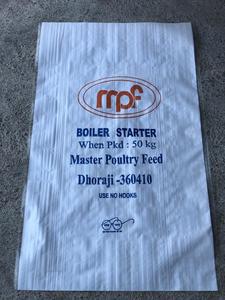 mpf
BOILER STARTER
When Pkd : 50 kg
Master Poultry Feed
Dhoraji -360410
USE NO HOOKS